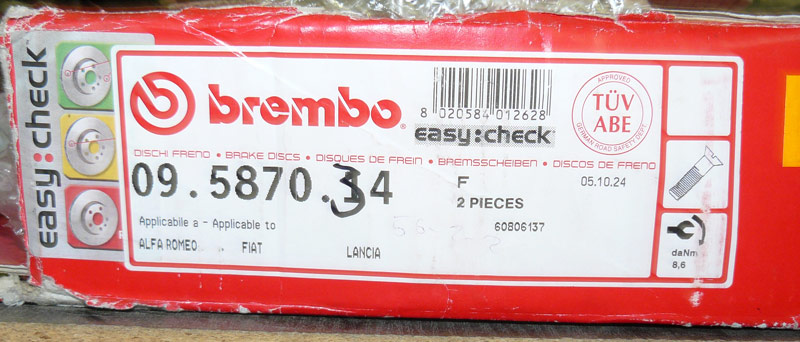 easy:check
brembo
8 020584 012628
easy:check
APPROVED
TÜV
ABE
GERMAN ROAD SAFETY DEPT.
DISCHI FRENO • BRAKE DISCS • DISQUES DE FREIN • BREMSSCHEIBEN • DISCOS DE FRENO
09.5870.34
F
05.10.24
2 PIECES
Applicabile a - Applicable to
60806137
ALFA ROMEO . FIAT LANCIA
daNm
8,6